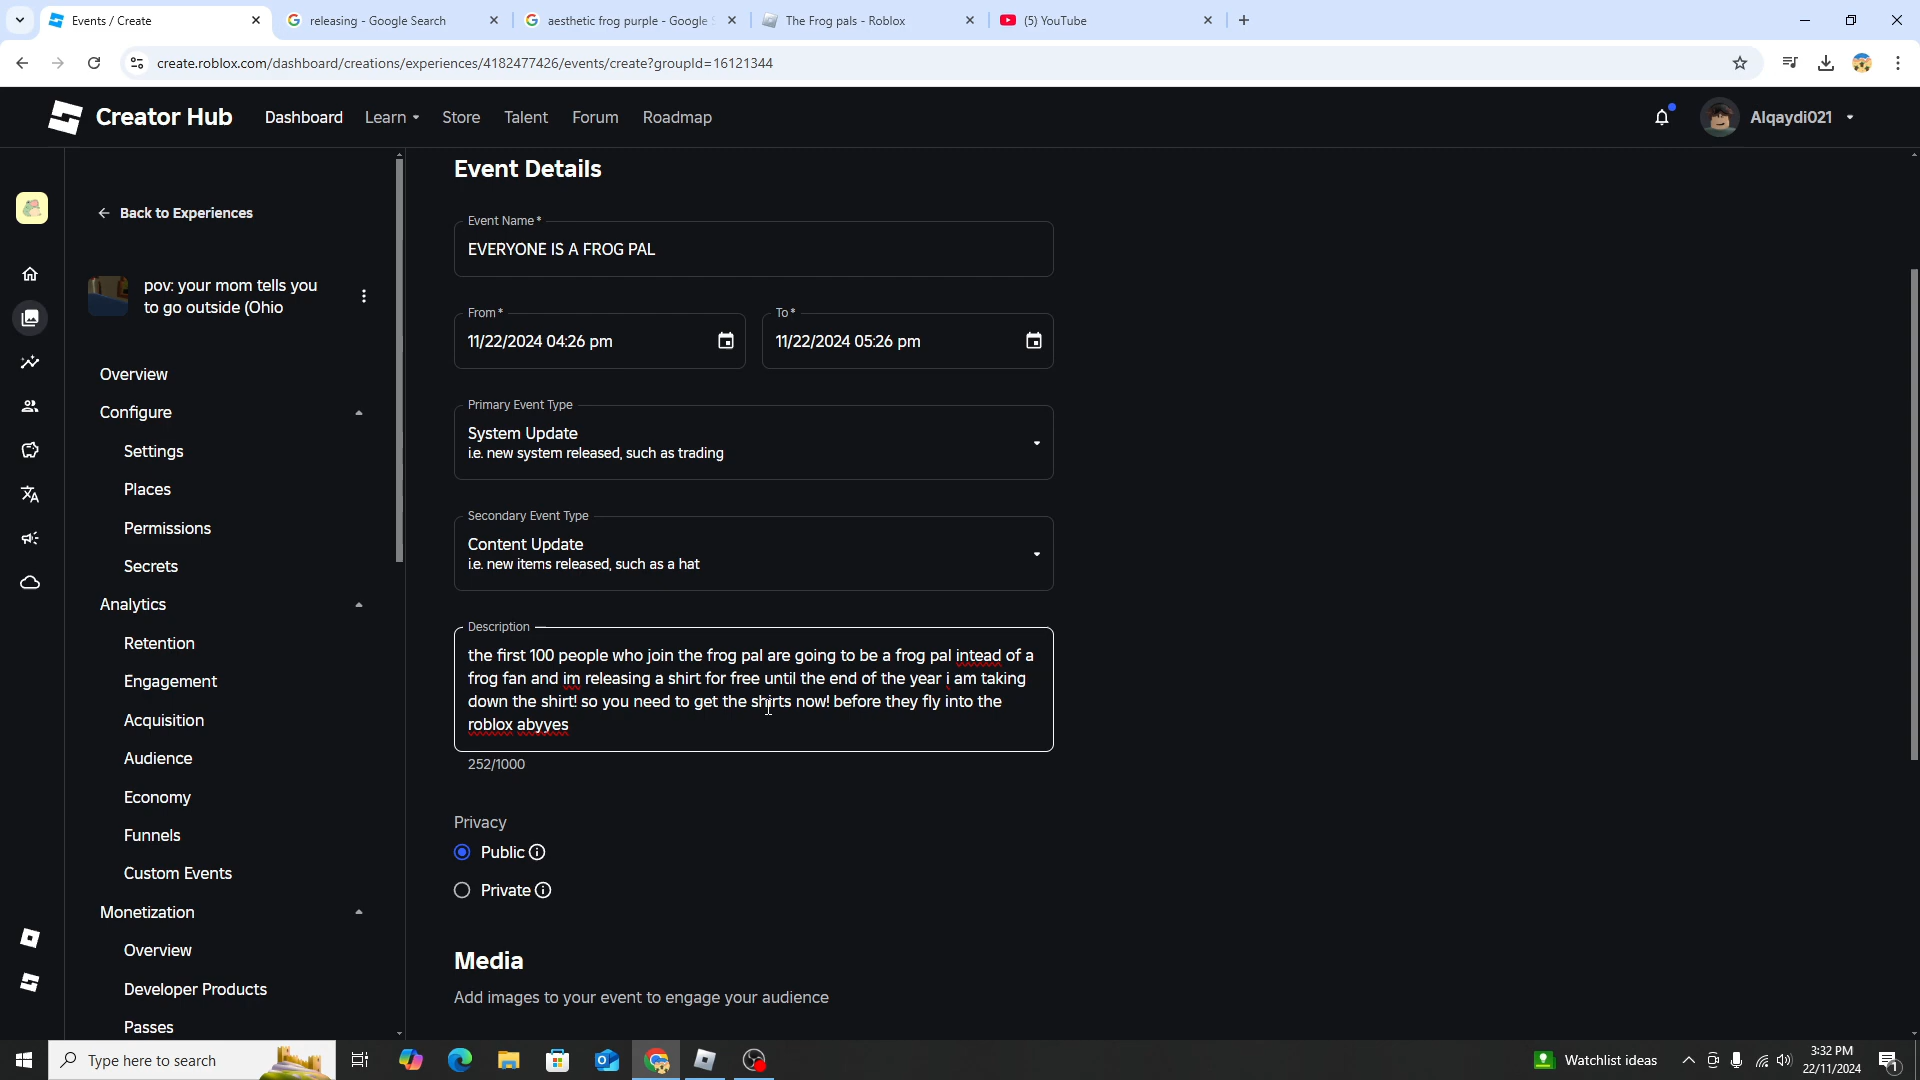 Events / Create
releasing - Google Search
aesthetic frog purple - Google S
The Frog pals - Roblox
(5) YouTube
create.roblox.com/dashboard/creations/experiences/4182477426/events/create?groupId=16121344
Creator Hub
Dashboard
Learn
Store
Talent
Forum
Roadmap
Alqaydi021
Back to Experiences
pov: your mom tells you
to go outside (Ohio
Overview
Configure
Settings
Places
Permissions
Secrets
Analytics
Retention
Engagement
Acquisition
Audience
Economy
Funnels
Custom Events
Monetization
Overview
Developer Products
Passes
Event Details
Event Name*
EVERYONE IS A FROG PAL
From*
11/22/2024 04:26 pm
To*
11/22/2024 05:26 pm
Primary Event Type
System Update
i.e. new system released, such as trading
Secondary Event Type
Content Update
i.e. new items released, such as a hat
Description
the first 100 people who join the frog pal are going to be a frog pal intead of a
frog fan and im releasing a shirt for free until the end of the year i am taking
down the shirt! so you need to get the shirts now! before they fly into the
roblox abyyes
252/1000
Privacy
Public
Private
Media
Add images to your event to engage your audience
Type here to search
Watchlist ideas
3:32 PM
22/11/2024
1